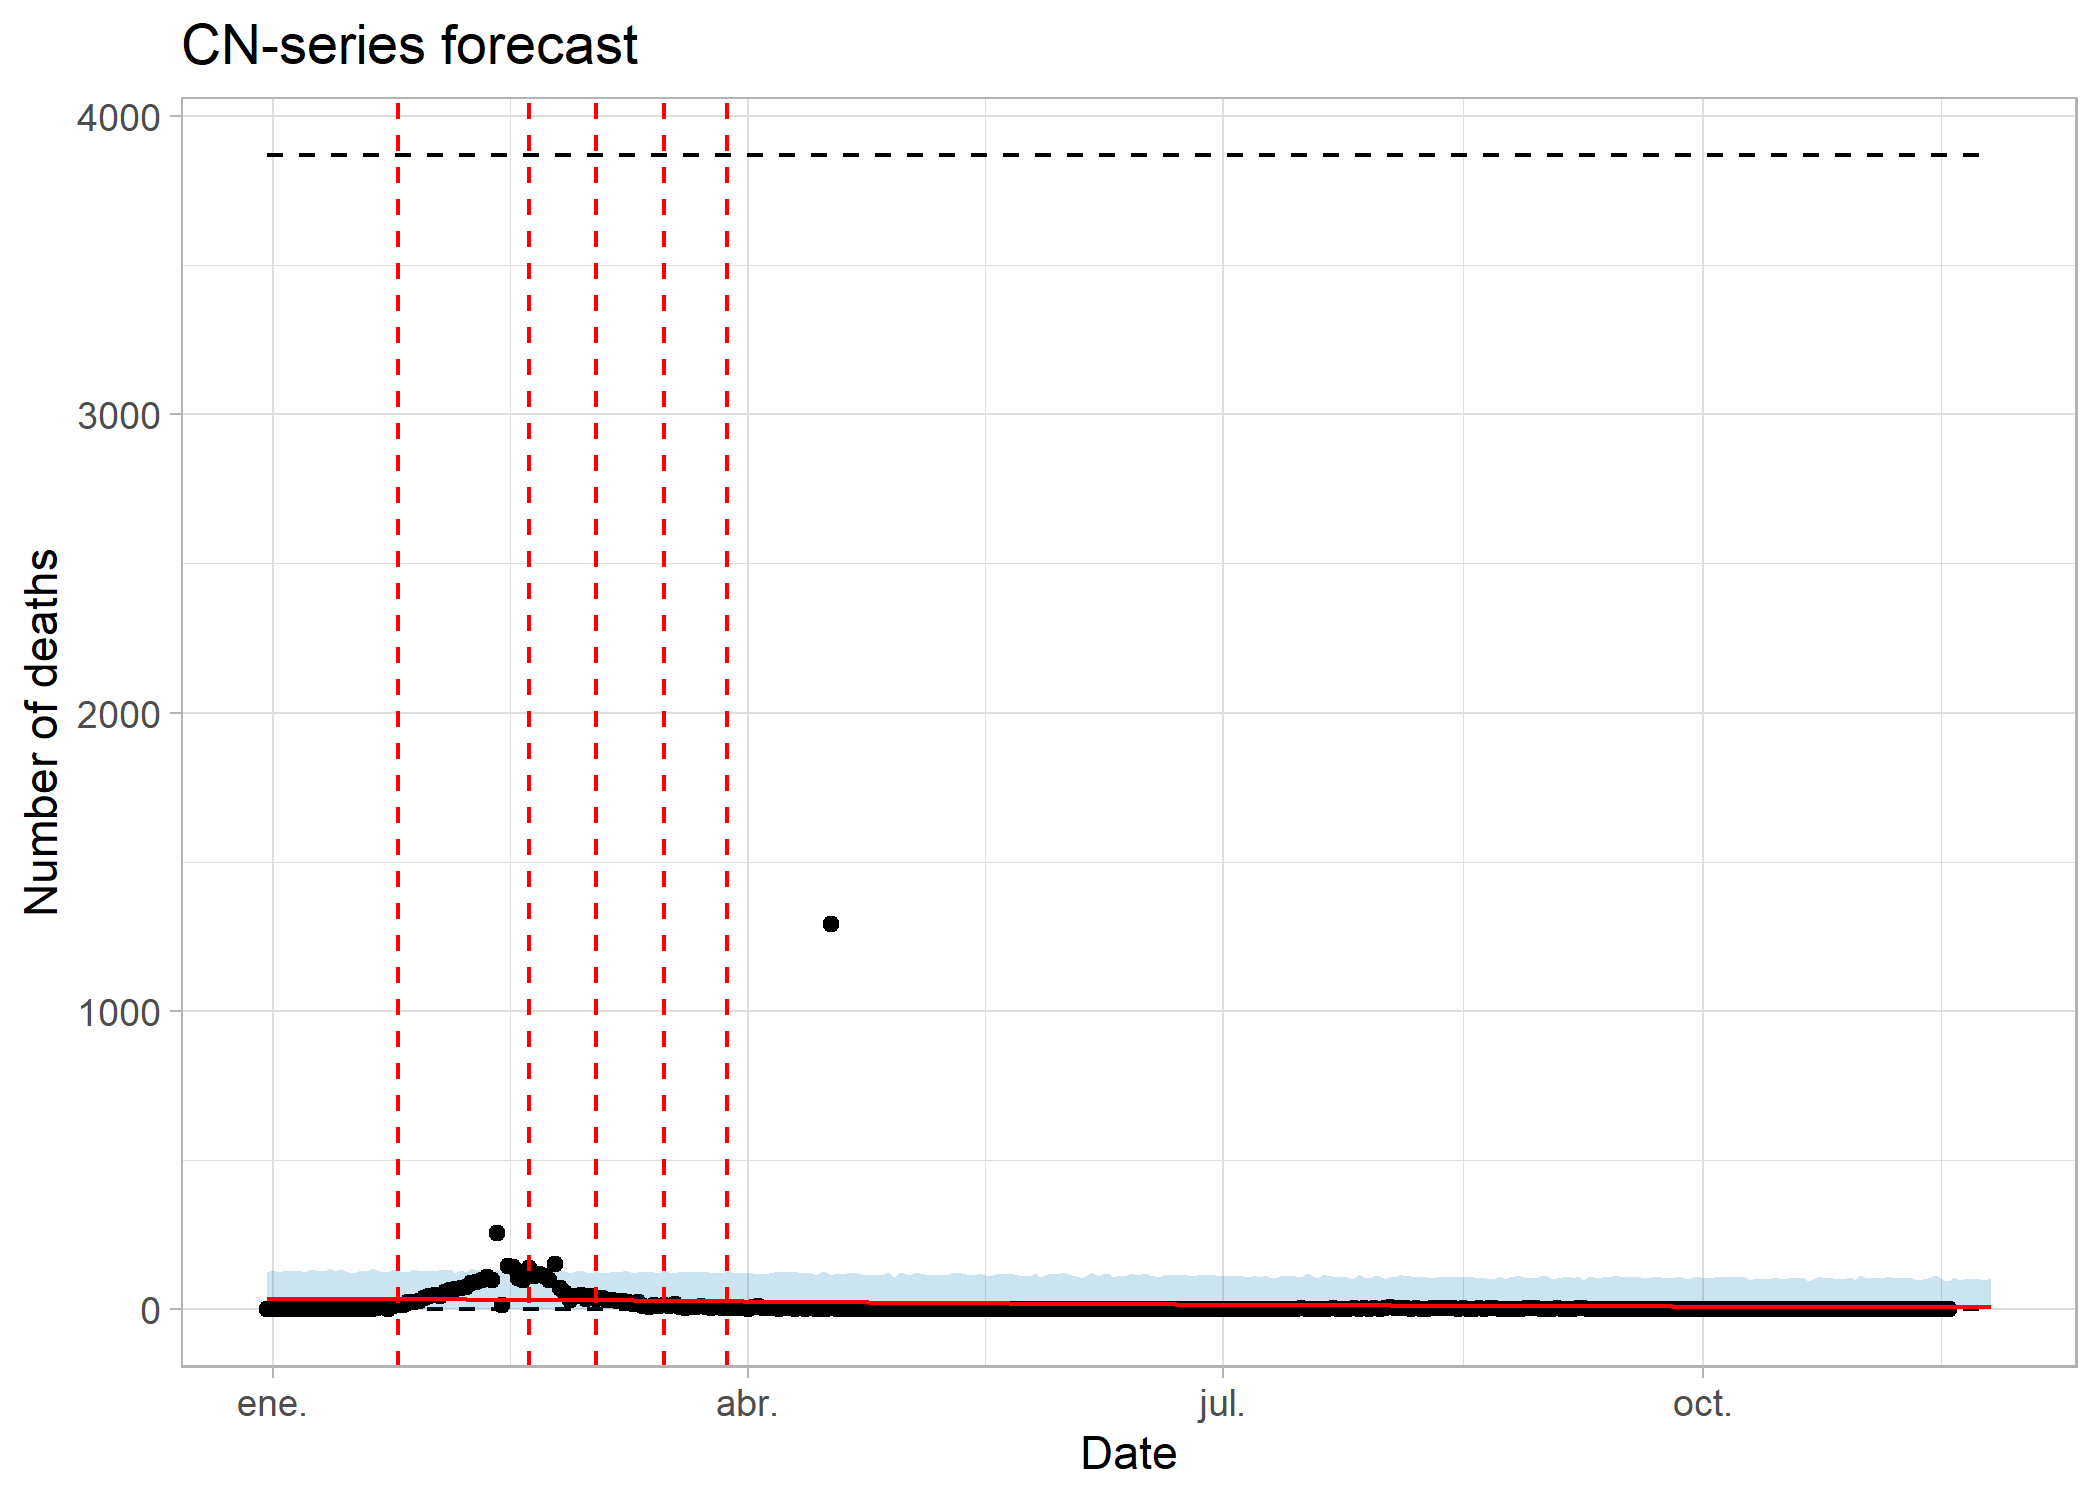 CN-series forecast
4000
3000
2000
1000
0
Number of deaths
ene.
abr.
jul.
oct.
Date